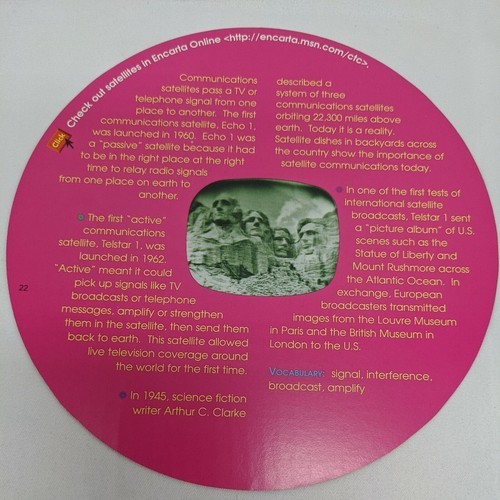 Check out satellites in Encarta Online <http://encarta.msn.com/cfc>.
click
Communications
satellites pass a TV or
telephone signal from one
place to another. The first
communications satellite, Echo 1,
was launched in 1960. Echo 1 was
a "passive" satellite because it had
to be in the right place at the right
time to relay radio signals
from one place on earth to
another.
The first "active"
communications
satellite, Telstar 1, was
launched in 1962.
"Active" meant it could
pick up signals like TV
broadcasts or telephone
messages, amplify or strengthen
them in the satellite, then send them
back to earth. This satellite allowed
live television coverage around
the world for the first time.
In 1945, science fiction
writer Arthur C. Clarke
described a
system of three
communications satellites
orbiting 22,300 miles above
earth. Today it is a reality.
Satellite dishes in backyards across
the country show the importance of
satellite communications today.
In one of the first tests of
international satellite
broadcasts, Telstar 1 sent
a "picture album" of U.S.
scenes such as the
Statue of Liberty and
Mount Rushmore across
the Atlantic Ocean. In
exchange, European
broadcasters transmitted
images from the Louvre Museum
in Paris and the British Museum in
London to the U.S.
VOCABULARY: signal, interference,
broadcast, amplify
22